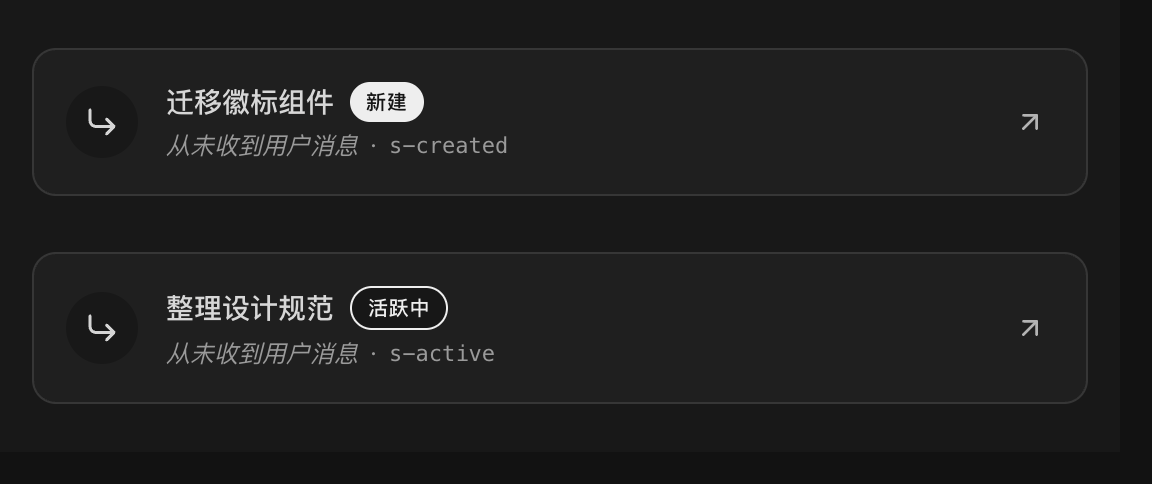 迁移徽标组件 新建
从未收到用户消息 · s-created
整理设计规范 活跃中
从未收到用户消息 · s-active